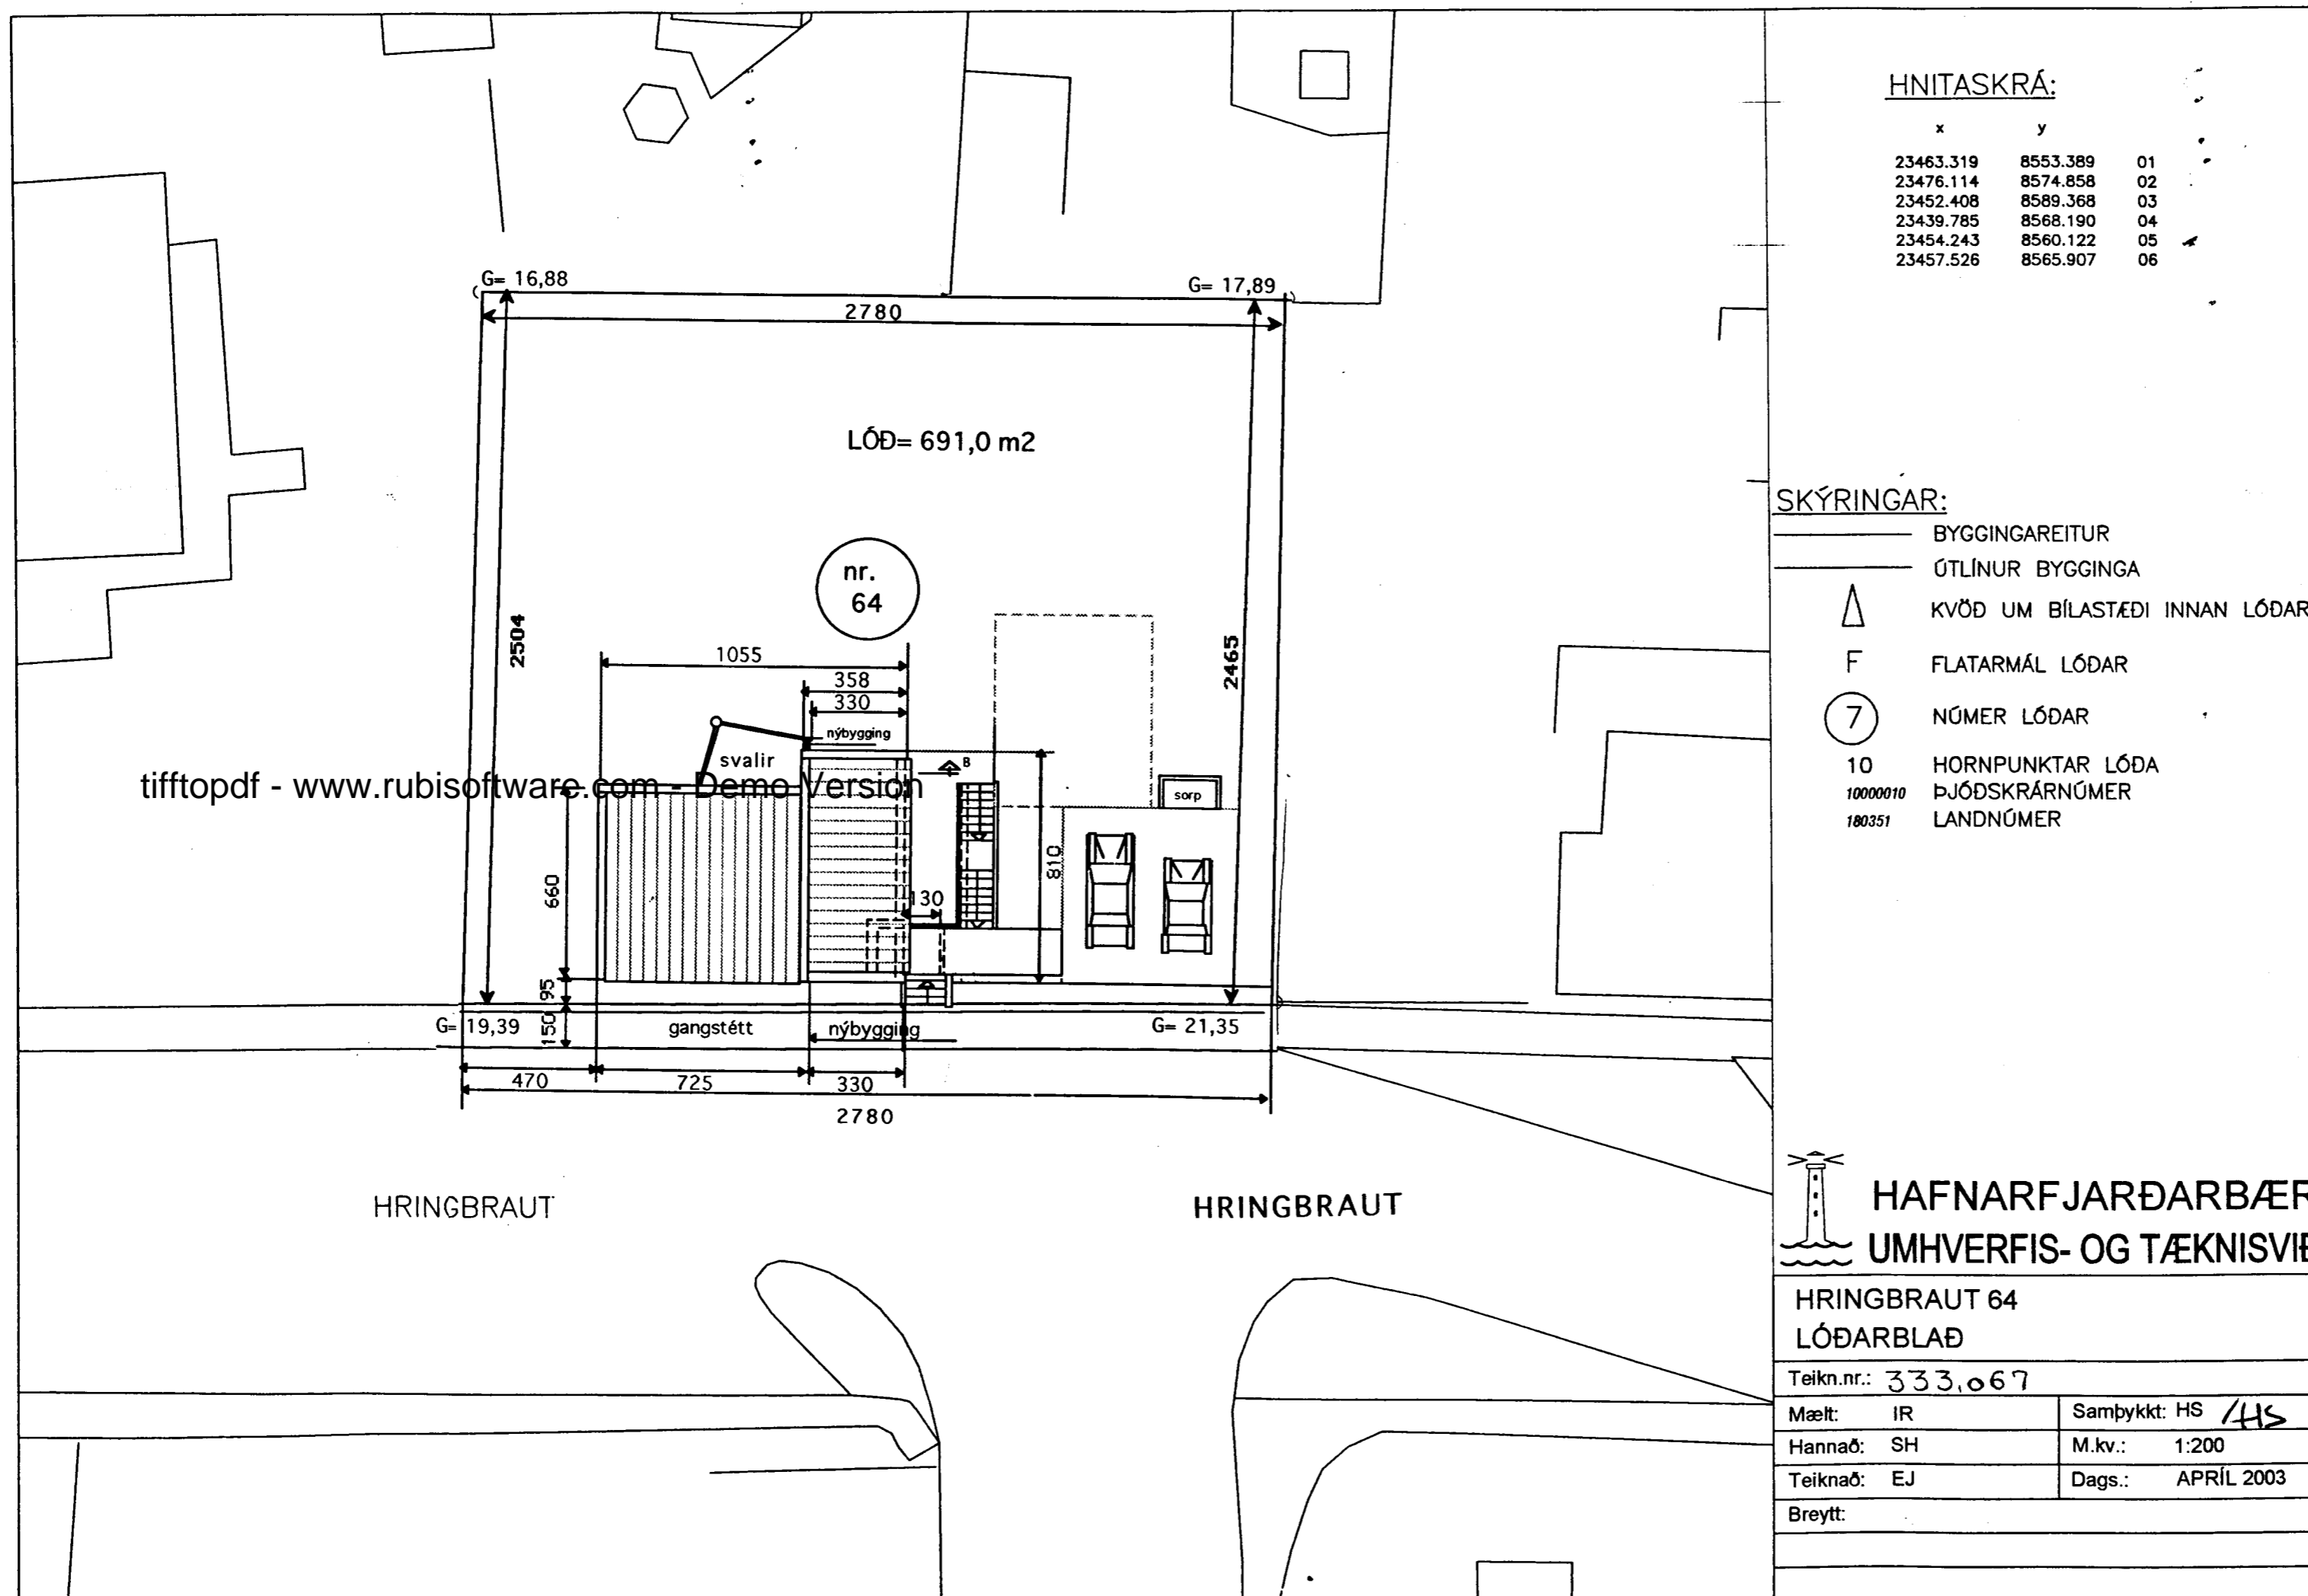 HNITASKRÁ:
x y
23463.319 8553.389 01
23476.114 8574.858 02
23452.408 8589.368 03
23439.785 8568.190 04
23454.243 8560.122 05
23457.526 8565.907 06
G= 16,88
G= 17,89
2780
LÓÐ= 691,0 m2
nr.
64
2504
2465
1055
358
330
nýbygging
svalir
B
sorp
tifftopdf - www.rubisoftware.com - Demo Version
660
810
130
95
150
G= 19,39
gangstétt
nýbygging
G= 21,35
470
725
330
2780
HRINGBRAUT
HRINGBRAUT
SKÝRINGAR:
BYGGINGAREITUR
ÚTLÍNUR BYGGINGA
KVÖÐ UM BÍLASTÆÐI INNAN LÓÐAR
F FLATARMÁL LÓÐAR
7 NÚMER LÓÐAR
10 HORNPUNKTAR LÓÐA
10000010 ÞJÓÐSKRÁRNÚMER
180351 LANDNÚMER
HAFNARFJARÐARBÆR
UMHVERFIS- OG TÆKNISVIÐ
HRINGBRAUT 64
LÓÐARBLAÐ
Teikn.nr.: 333.067
Mælt: IR
Samþykkt: HS /HS
Hannað: SH
M.kv.: 1:200
Teiknað: EJ
Dags.: APRÍL 2003
Breytt: